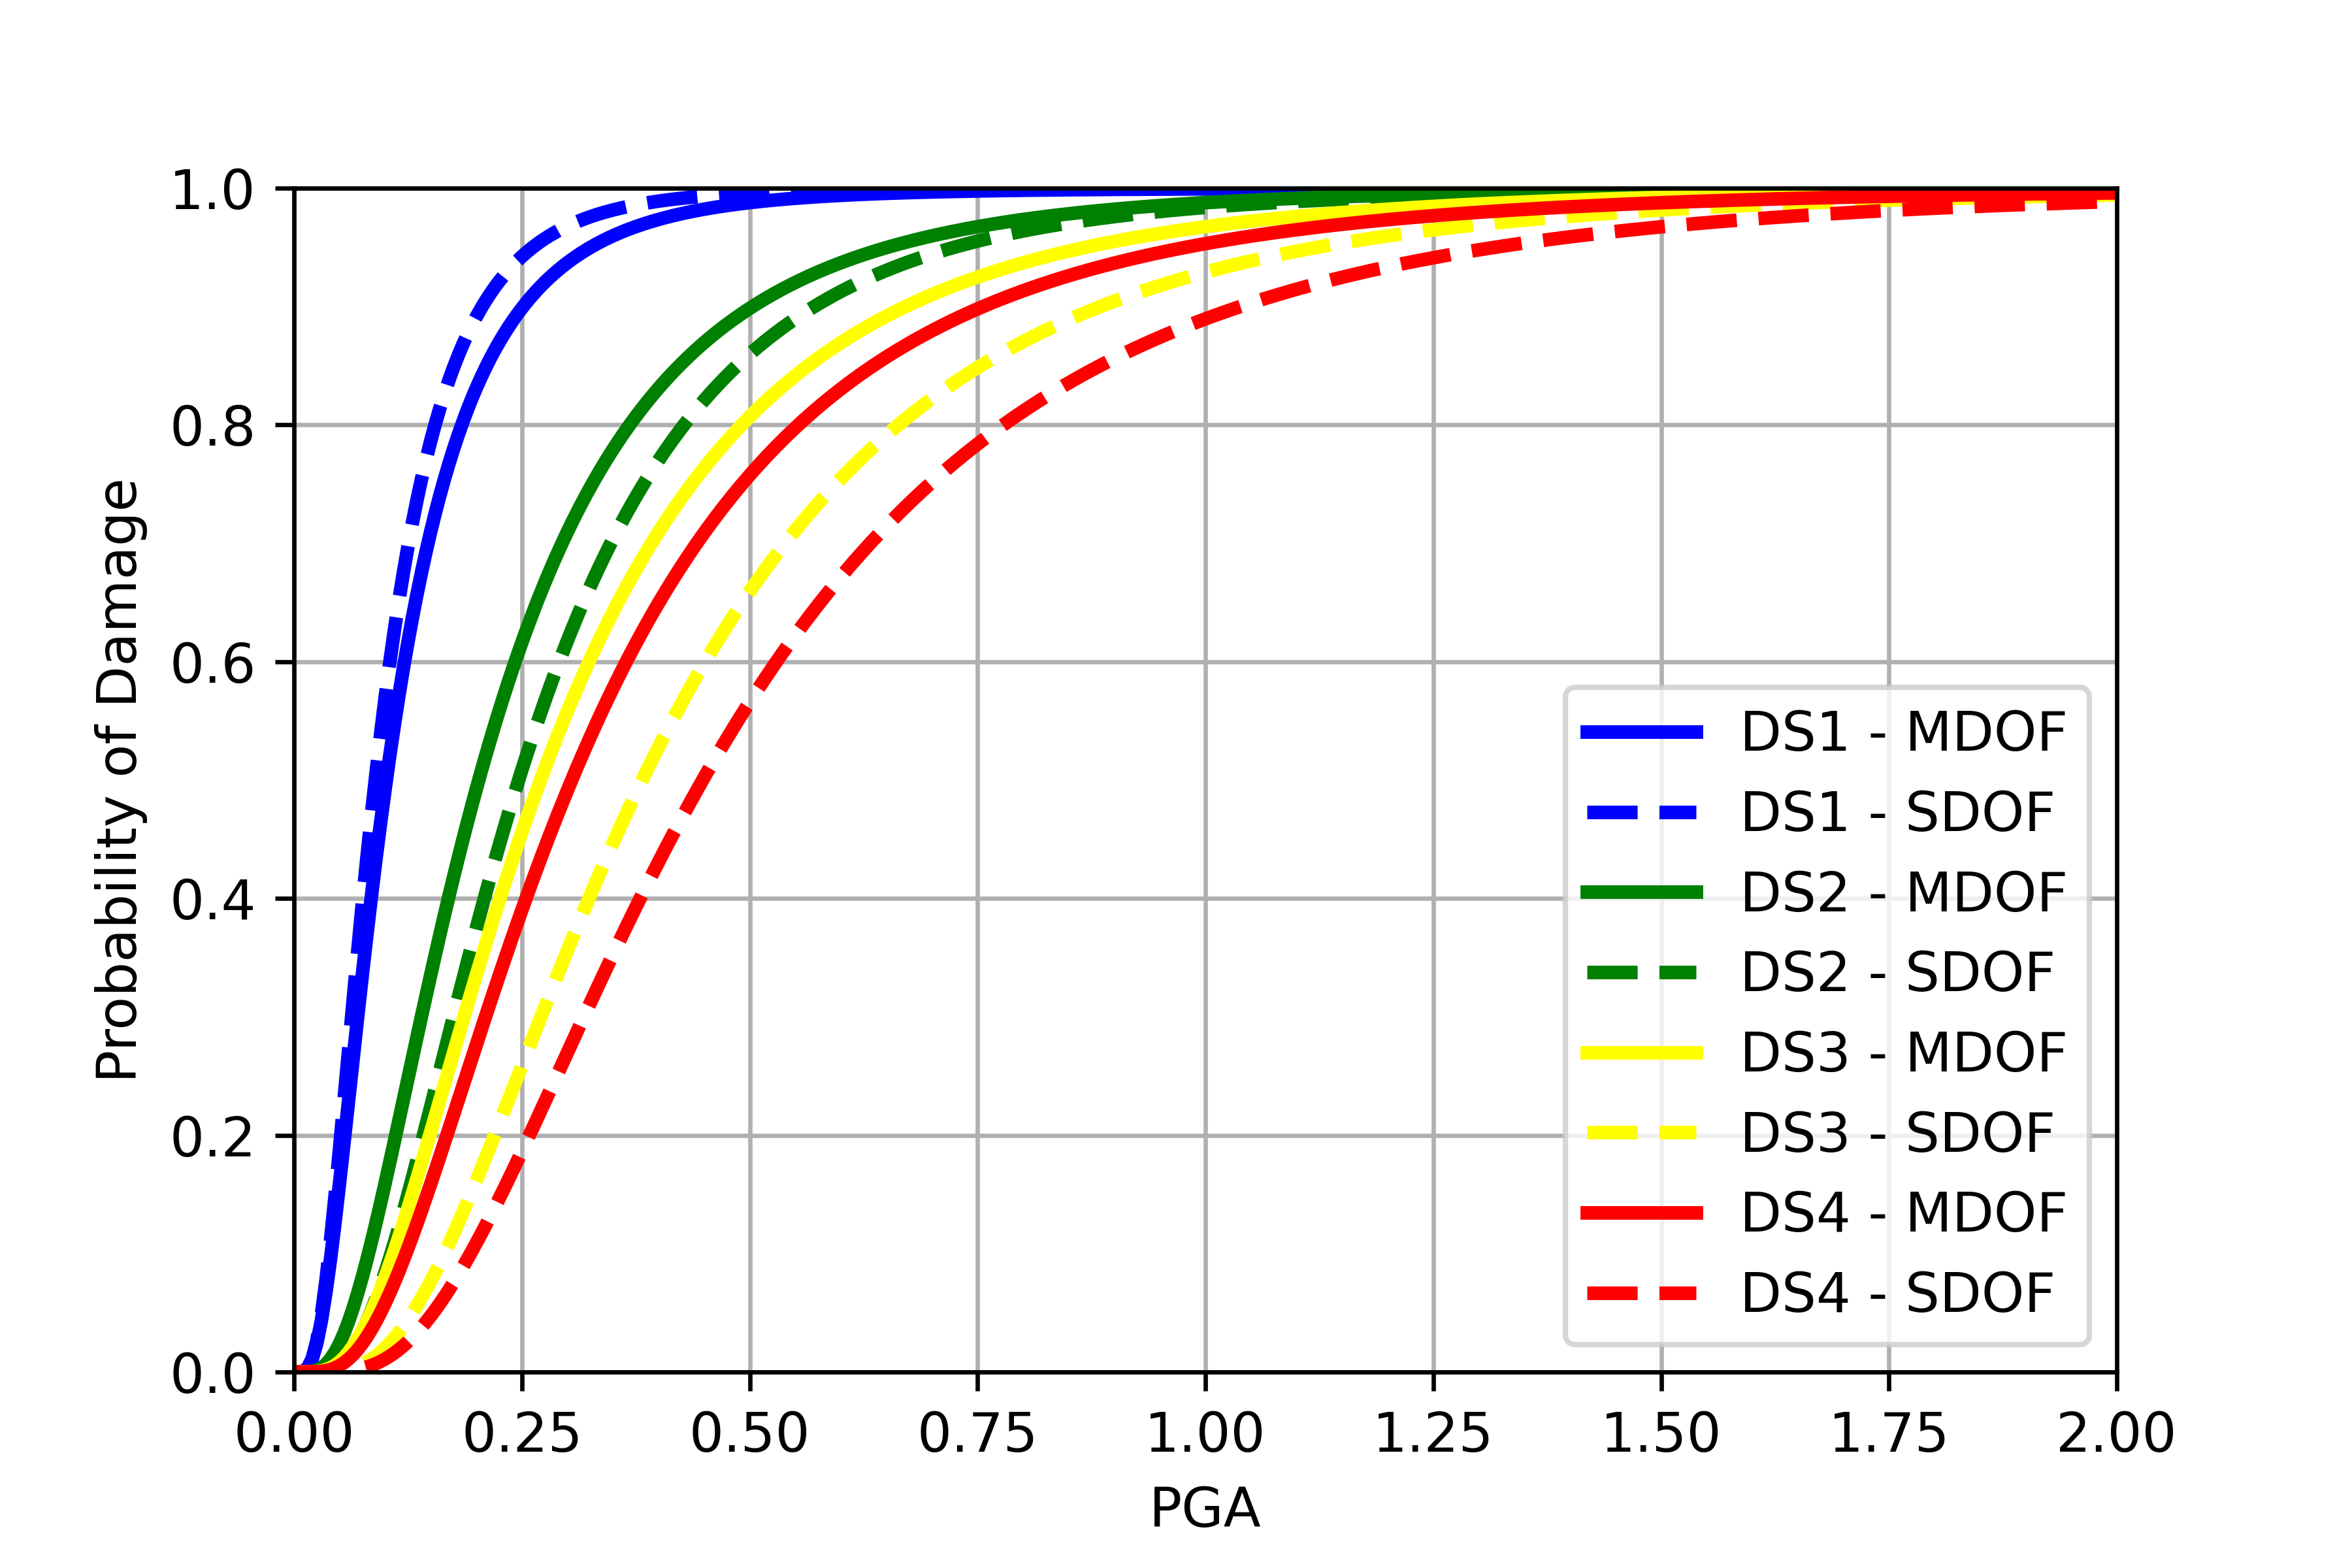 1.0
0.8
0.6
0.4
0.2
0.0
Probability of Damage
DS1 - MDOF
DS1 - SDOF
DS2 - MDOF
DS2 - SDOF
DS3 - MDOF
DS3 - SDOF
DS4 - MDOF
DS4 - SDOF
0.00 0.25 0.50 0.75 1.00 1.25 1.50 1.75 2.00
PGA